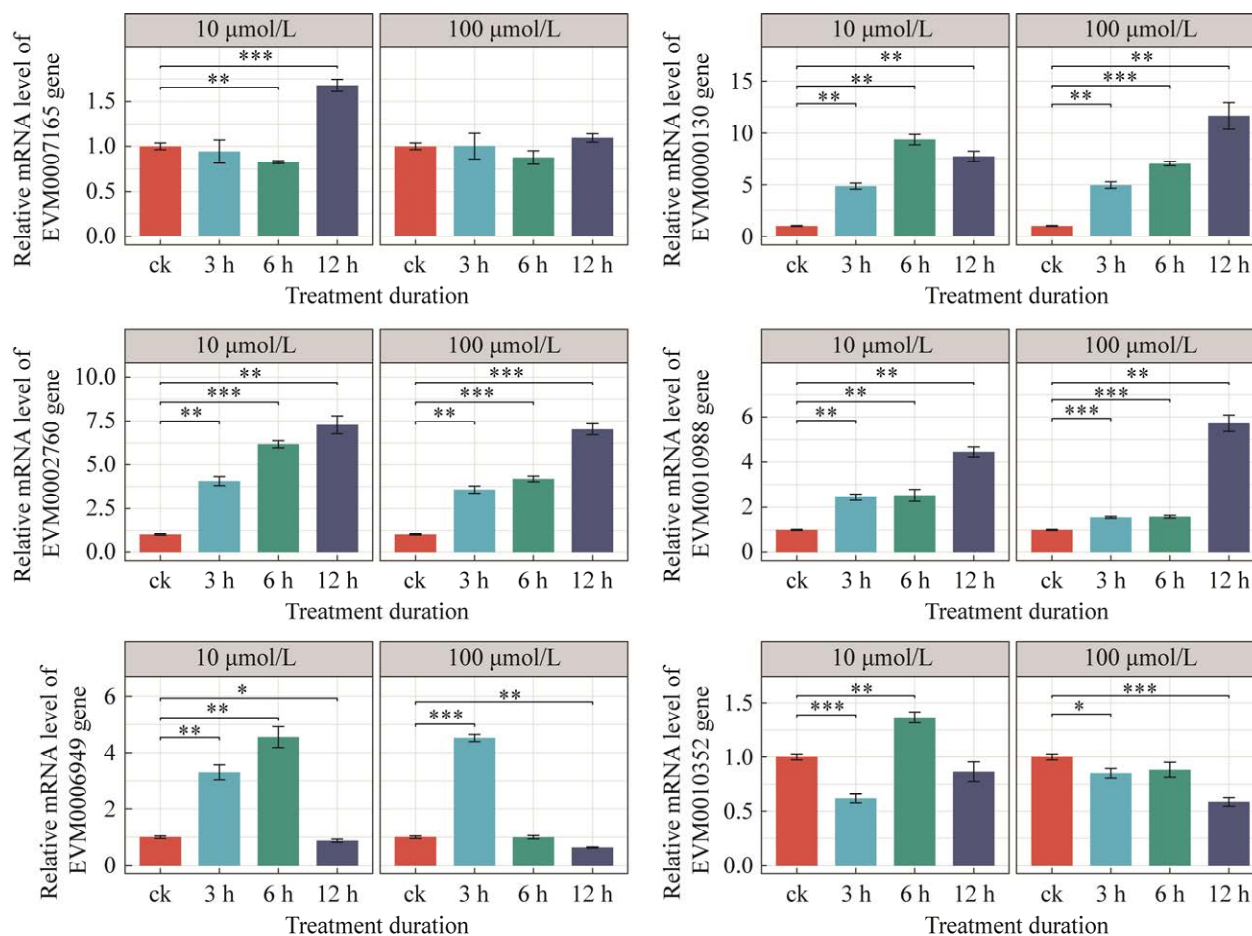 10 μmol/L
100 μmol/L
Relative mRNA level of
EVM0007165 gene
1.5
1.0
0.5
0.0
**
***
ck 3 h 6 h 12 h
ck 3 h 6 h 12 h
Treatment duration
10 μmol/L
100 μmol/L
Relative mRNA level of
EVM0000130 gene
15
10
5
0
**
**
**
**
***
**
ck 3 h 6 h 12 h
ck 3 h 6 h 12 h
Treatment duration
10 μmol/L
100 μmol/L
Relative mRNA level of
EVM0002760 gene
10.0
7.5
5.0
2.5
0.0
**
***
**
***
***
**
ck 3 h 6 h 12 h
ck 3 h 6 h 12 h
Treatment duration
10 μmol/L
100 μmol/L
Relative mRNA level of
EVM0010988 gene
6
4
2
0
**
**
**
**
***
***
ck 3 h 6 h 12 h
ck 3 h 6 h 12 h
Treatment duration
10 μmol/L
100 μmol/L
Relative mRNA level of
EVM0006949 gene
6
4
2
0
*
**
**
**
***
ck 3 h 6 h 12 h
ck 3 h 6 h 12 h
Treatment duration
10 μmol/L
100 μmol/L
Relative mRNA level of
EVM0010352 gene
1.5
1.0
0.5
0.0
**
***
***
*
ck 3 h 6 h 12 h
ck 3 h 6 h 12 h
Treatment duration